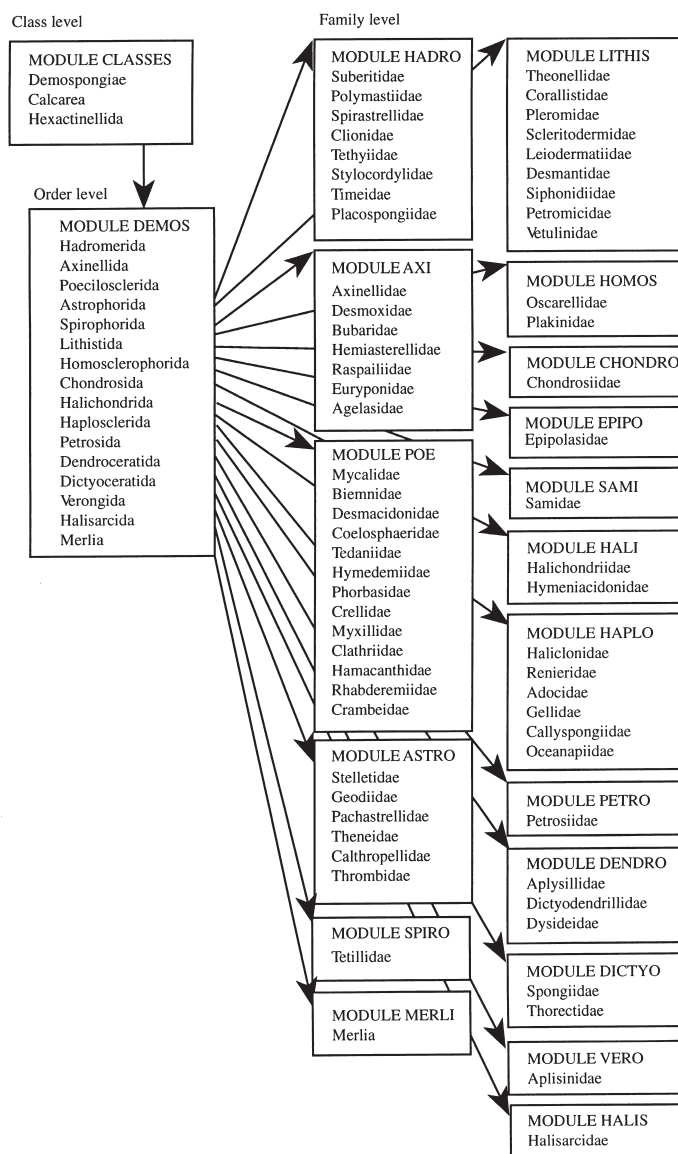 Class level
MODULE CLASSES
Demospongiae
Calcarea
Hexactinellida
Order level
MODULE DEMOS
Hadromerida
Axinellida
Poecilosclerida
Astrophorida
Spirophorida
Lithistida
Homosclerophorida
Chondrosida
Halichondrida
Haplosclerida
Petrosida
Dendroceratida
Dictyoceratida
Verongida
Halisarcida
Merlia
Family level
MODULE HADRO
Suberitidae
Polymastiidae
Spirastrellidae
Clionidae
Tethyiidae
Stylocordylidae
Timeidae
Placospongiidae
MODULE AXI
Axinellidae
Desmoxidae
Bubaridae
Hemiasterellidae
Raspailiidae
Euryponidae
Agelasidae
MODULE POE
Mycalidae
Biemnidae
Desmacidonidae
Coelosphaeridae
Tedaniidae
Hymedemiidae
Phorbasidae
Crellidae
Myxillidae
Clathriidae
Hamacanthidae
Rhabderemiidae
Crambeidae
MODULE ASTRO
Stelletidae
Geodiidae
Pachastrellidae
Theneidae
Calthropellidae
Thrombidae
MODULE SPIRO
Tetillidae
MODULE MERLI
Merlia
MODULE LITHIS
Theonellidae
Corallistidae
Pleromidae
Scleritodermidae
Leiodermatiidae
Desmantidae
Siphonidiidae
Petromicidae
Vetulinidae
MODULE HOMOS
Oscarellidae
Plakinidae
MODULE CHONDRO
Chondrosiidae
MODULE EPIPO
Epipolasidae
MODULE SAMI
Samidae
MODULE HALI
Halichondriidae
Hymeniacidonidae
MODULE HAPLO
Haliclonidae
Renieridae
Adocidae
Gellidae
Callyspongiidae
Oceanapiidae
MODULE PETRO
Petrosiidae
MODULE DENDRO
Aplysillidae
Dictyodendrillidae
Dysideidae
MODULE DICTYO
Spongiidae
Thorectidae
MODULE VERO
Aplisinidae
MODULE HALIS
Halisarcidae